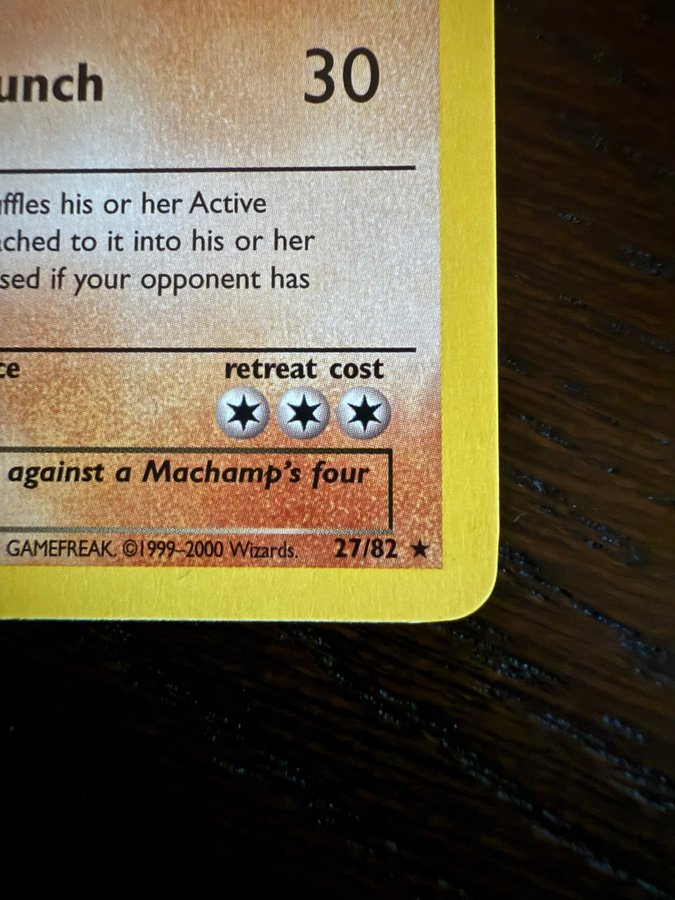 unch 30
ffles his or her Active
ched to it into his or her
sed if your opponent has
ce retreat cost
against a Machamp's four
GAMEFREAK, ©1999–2000 Wizards. 27/82 ★